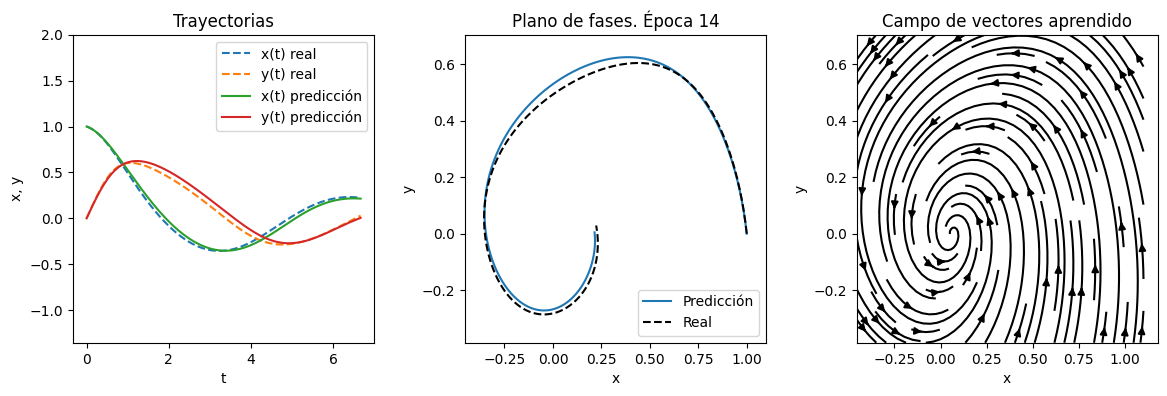 Trayectorias
2.0
1.5
1.0
0.5
0.0
−0.5
−1.0
x, y
0
2
4
6
t
x(t) real
y(t) real
x(t) predicción
y(t) predicción
Plano de fases. Época 14
0.6
0.4
0.2
0.0
−0.2
y
−0.25
0.00
0.25
0.50
0.75
1.00
x
Predicción
Real
Campo de vectores aprendido
0.6
0.4
0.2
0.0
−0.2
y
−0.25
0.00
0.25
0.50
0.75
1.00
x